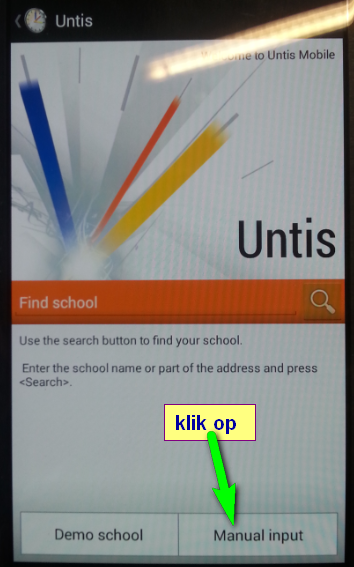 Untis
to Untis Mobile
Untis
Find school
Use the search button to find your school.
Enter the school name or part of the address and press
<Search>.
klik op
Demo school
Manual input